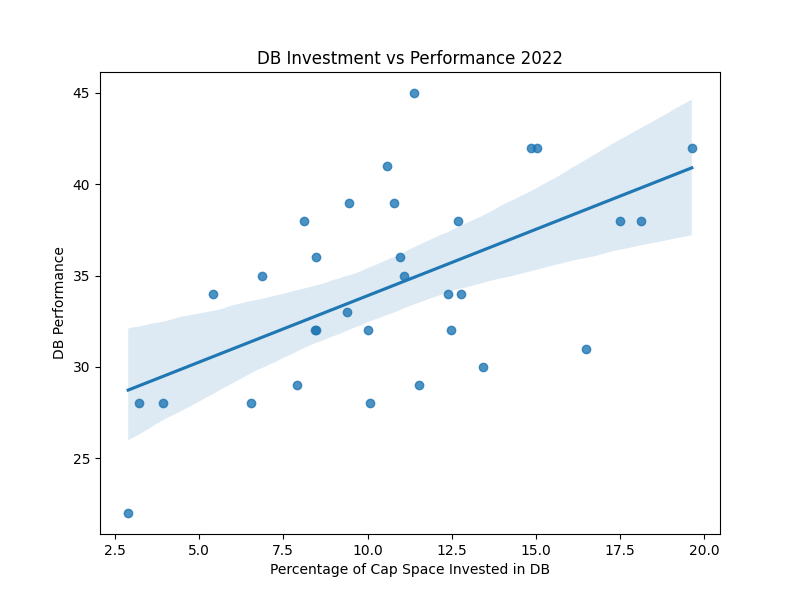 DB Investment vs Performance 2022
45
40
35
30
25
DB Performance
2.5 5.0 7.5 10.0 12.5 15.0 17.5 20.0
Percentage of Cap Space Invested in DB